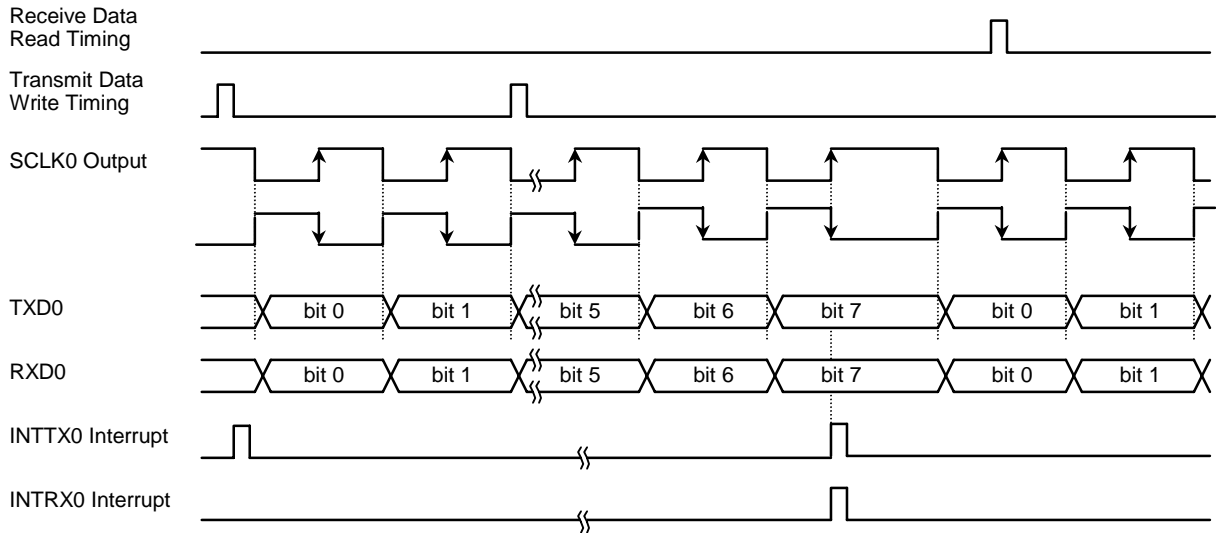 Receive Data
Read Timing
Transmit Data
Write Timing
SCLK0 Output
TXD0
bit 0 bit 1 bit 5 bit 6 bit 7 bit 0 bit 1
RXD0
bit 0 bit 1 bit 5 bit 6 bit 7 bit 0 bit 1
INTTX0 Interrupt
INTRX0 Interrupt